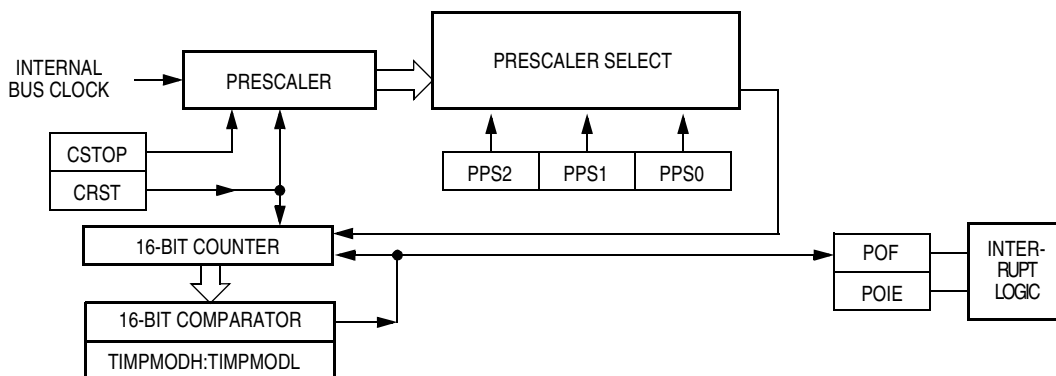 INTERNAL
BUS CLOCK
PRESCALER
PRESCALER SELECT
CSTOP
CRST
PPS2
PPS1
PPS0
16-BIT COUNTER
16-BIT COMPARATOR
TIMPMODH:TIMPMODL
POF
POIE
INTER-
RUPT
LOGIC